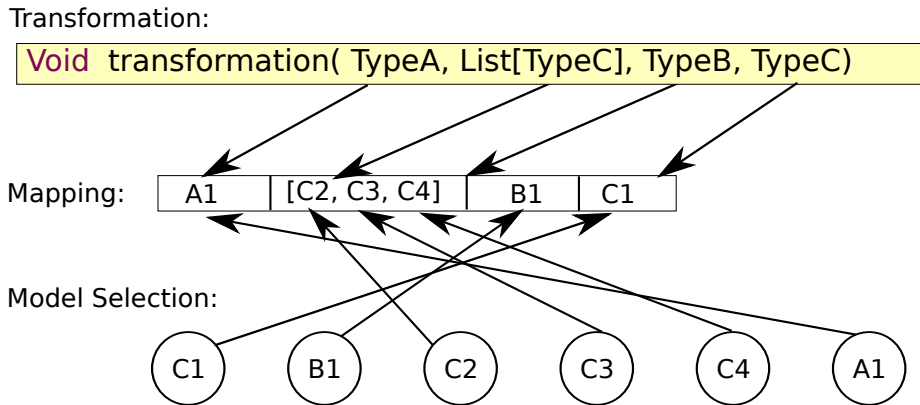 Transformation:
Void transformation( TypeA, List[TypeC], TypeB, TypeC)
Mapping: A1 [C2, C3, C4] B1 C1
Model Selection:
C1 B1 C2 C3 C4 A1